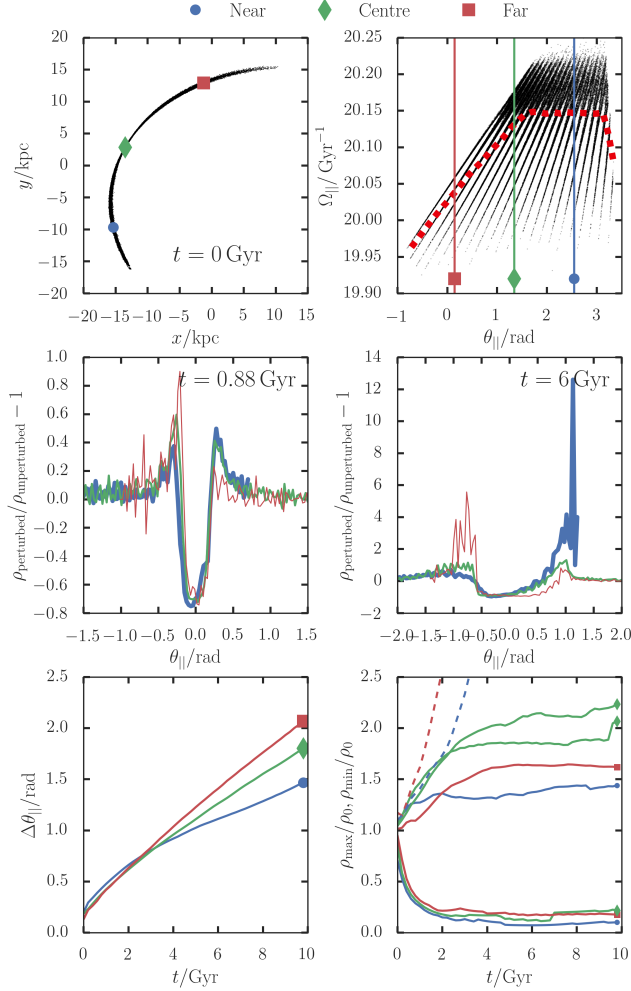 Near Centre Far
20
15
10
5
0
−5
−10
−15
−20
y/kpc
t = 0 Gyr
−20 −15 −10 −5 0 5 10 15
x/kpc
20.25
20.20
20.15
20.10
20.05
20.00
19.95
19.90
Ω||/ Gyr⁻¹
−1 0 1 2 3
θ||/rad
1.0
0.8
0.6
0.4
0.2
0.0
−0.2
−0.4
−0.6
−0.8
ρperturbed/ρunperturbed − 1
t = 0.88 Gyr
−1.5 −1.0 −0.5 0.0 0.5 1.0 1.5
θ||/rad
14
12
10
8
6
4
2
0
−2
ρperturbed/ρunperturbed − 1
t = 6 Gyr
−2.0 −1.5 −1.0 −0.5 0.0 0.5 1.0 1.5 2.0
θ||/rad
2.5
2.0
1.5
1.0
0.5
0.0
Δθ||/rad
0 2 4 6 8 10
t/Gyr
2.5
2.0
1.5
1.0
0.5
0.0
ρmax/ρ0, ρmin/ρ0
0 2 4 6 8 10
t/Gyr